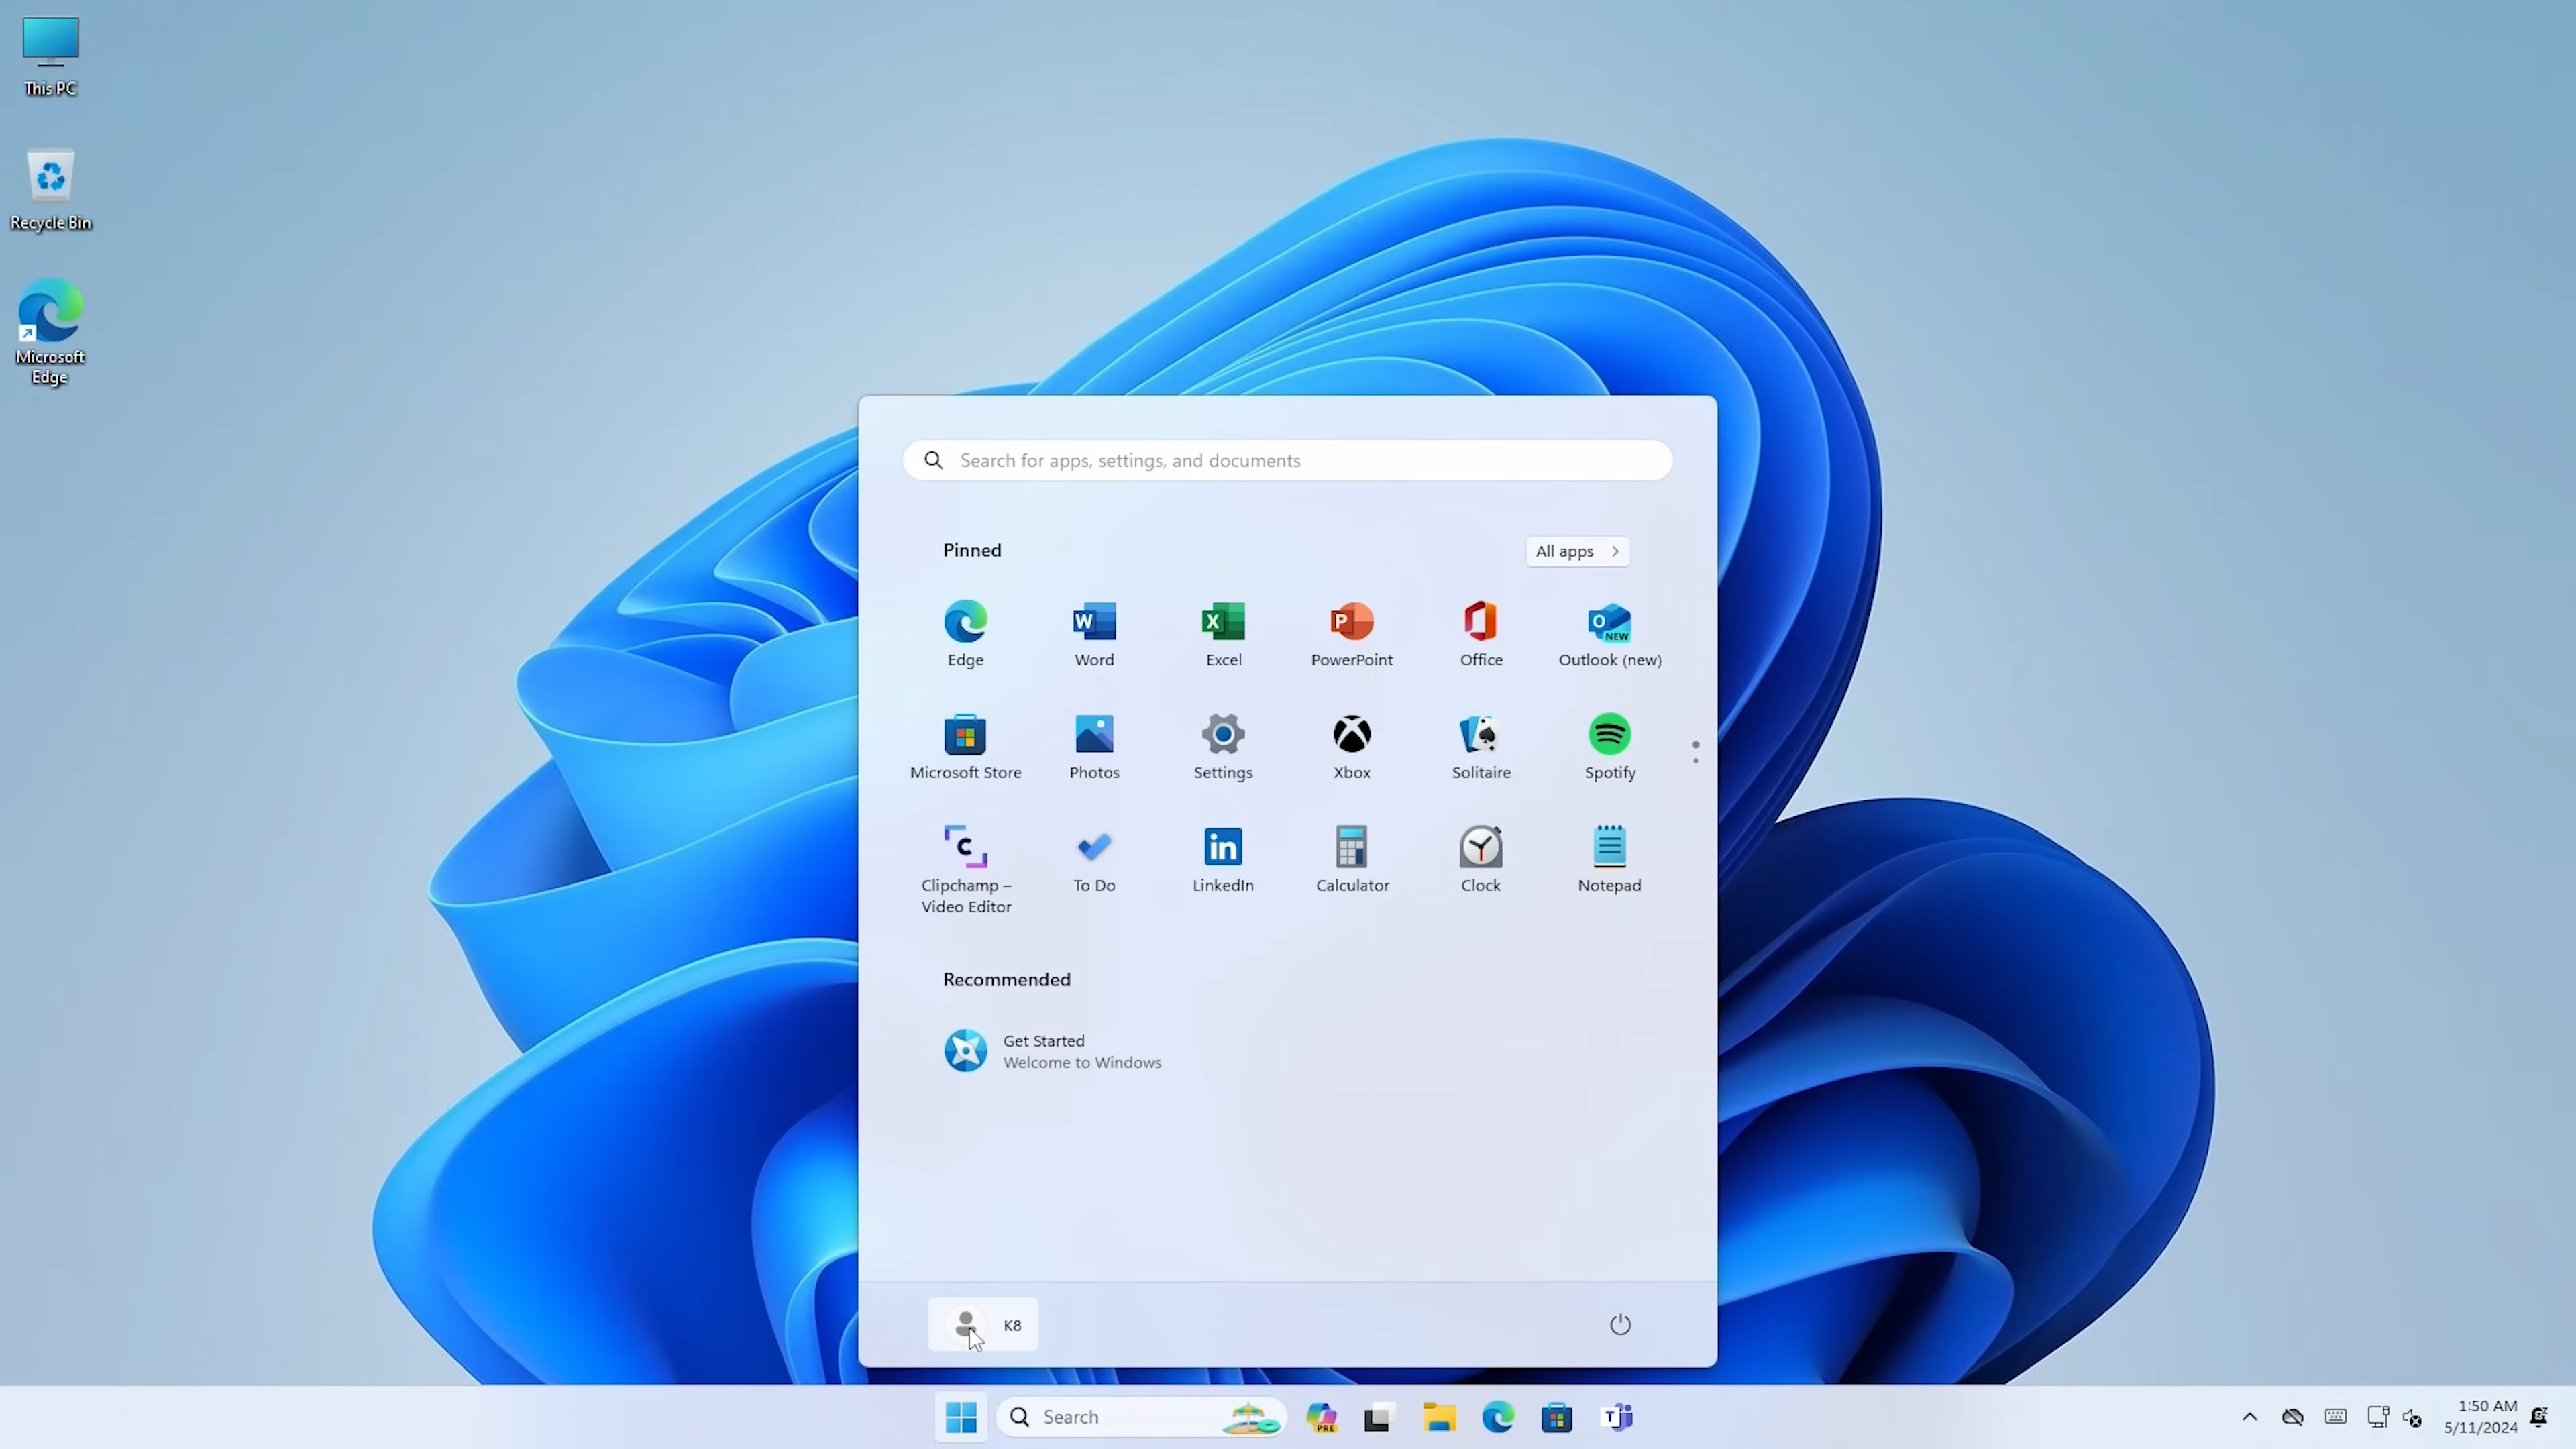 This PC
Recycle Bin
Microsoft
Edge
Search for apps, settings, and documents
Pinned
All apps
Edge
Word
Excel
PowerPoint
Office
Outlook (new)
NEW
Microsoft Store
Photos
Settings
Xbox
Solitaire
Spotify
Clipchamp –
Video Editor
To Do
LinkedIn
Calculator
Clock
Notepad
Recommended
Get Started
Welcome to Windows
K8
Search
PRE
1:50 AM
5/11/2024